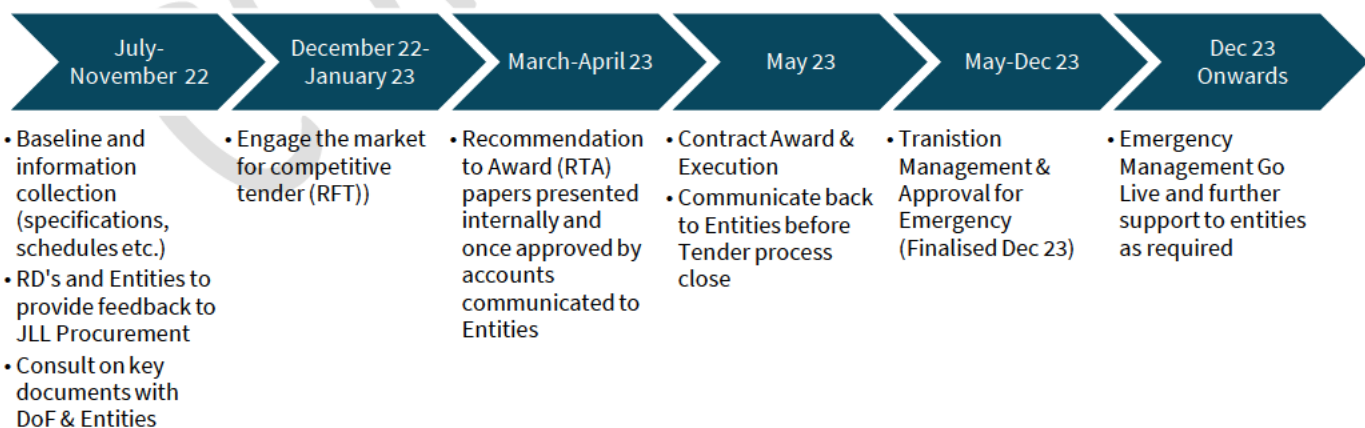 July-
November 22
December 22-
January 23
March-April 23
May 23
May-Dec 23
Dec 23
Onwards
• Baseline and
information
collection
(specifications,
schedules etc.)
• RD's and Entities to
provide feedback to
JLL Procurement
• Consult on key
documents with
DoF & Entities
• Engage the market
for competitive
tender (RFT))
• Recommendation
to Award (RTA)
papers presented
internally and
once approved by
accounts
communicated to
Entities
• Contract Award &
Execution
• Communicate back
to Entities before
Tender process
close
• Tranistion
Management &
Approval for
Emergency
(Finalised Dec 23)
• Emergency
Management Go
Live and further
support to entities
as required